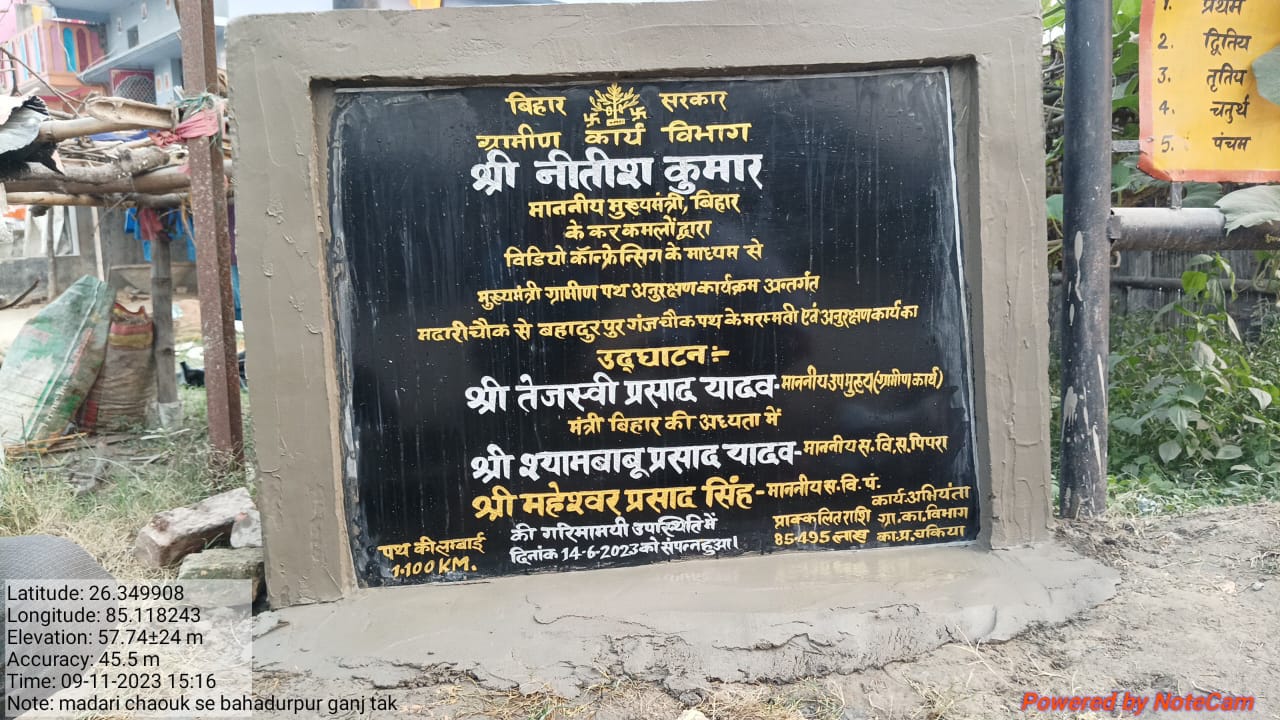 बिहार सरकार
ग्रामीण कार्य विभाग
श्री नीतीश कुमार
माननीय मुख्यमंत्री, बिहार
के कर कमलों द्वारा
विडियो कॉन्फ्रेन्सिग के माध्यम से
मुख्यमंत्री ग्रामीण पथ अनुरक्षण कार्यक्रम अन्तर्गत
मदारी चौक से बहादुरपुर गंज चौक पथ के मरम्मती एवं अनुरक्षण कार्य का
उद्घाटन:-
श्री तेजस्वी प्रसाद यादव-माननीय उप मुख्य(ग्रामीण कार्य)
मंत्री बिहार की अध्यता में
श्री श्यामबाबू प्रसाद यादव-माननीय स.वि.स. पिपरा
श्री महेश्वर प्रसाद सिंह-माननीय स.वि.पं.
की गरिमामयी उपस्थिति में
दिनांक 14-6-2023 को संपन्न हुआ।
पथ की लम्बाई
1.100 KM.
प्राक्कलित राशि
85.495 लाख
कार्य.अभियंता
ग्रा.का.विभाग
का.प्र.चकिया
1. प्रथम
2. द्वितिय
3. तृतिय
4. चतुर्थ
5. पंचम
Latitude: 26.349908
Longitude: 85.118243
Elevation: 57.74±24 m
Accuracy: 45.5 m
Time: 09-11-2023 15:16
Note: madari chaouk se bahadurpur ganj tak
Powered by NoteCam